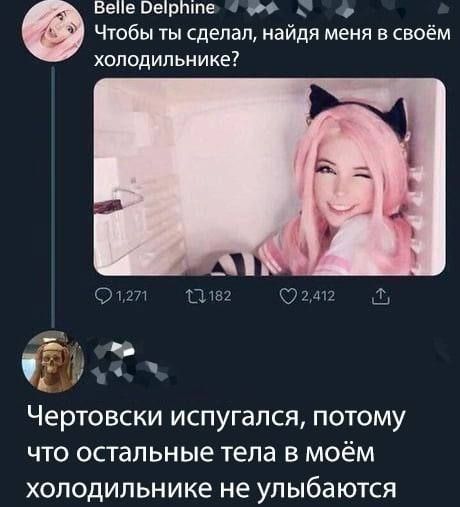 Belle Delphine
Чтобы ты сделал, найдя меня в своём
холодильнике?
1,271 182 2,412
Чертовски испугался, потому
что остальные тела в моём
холодильнике не улыбаются